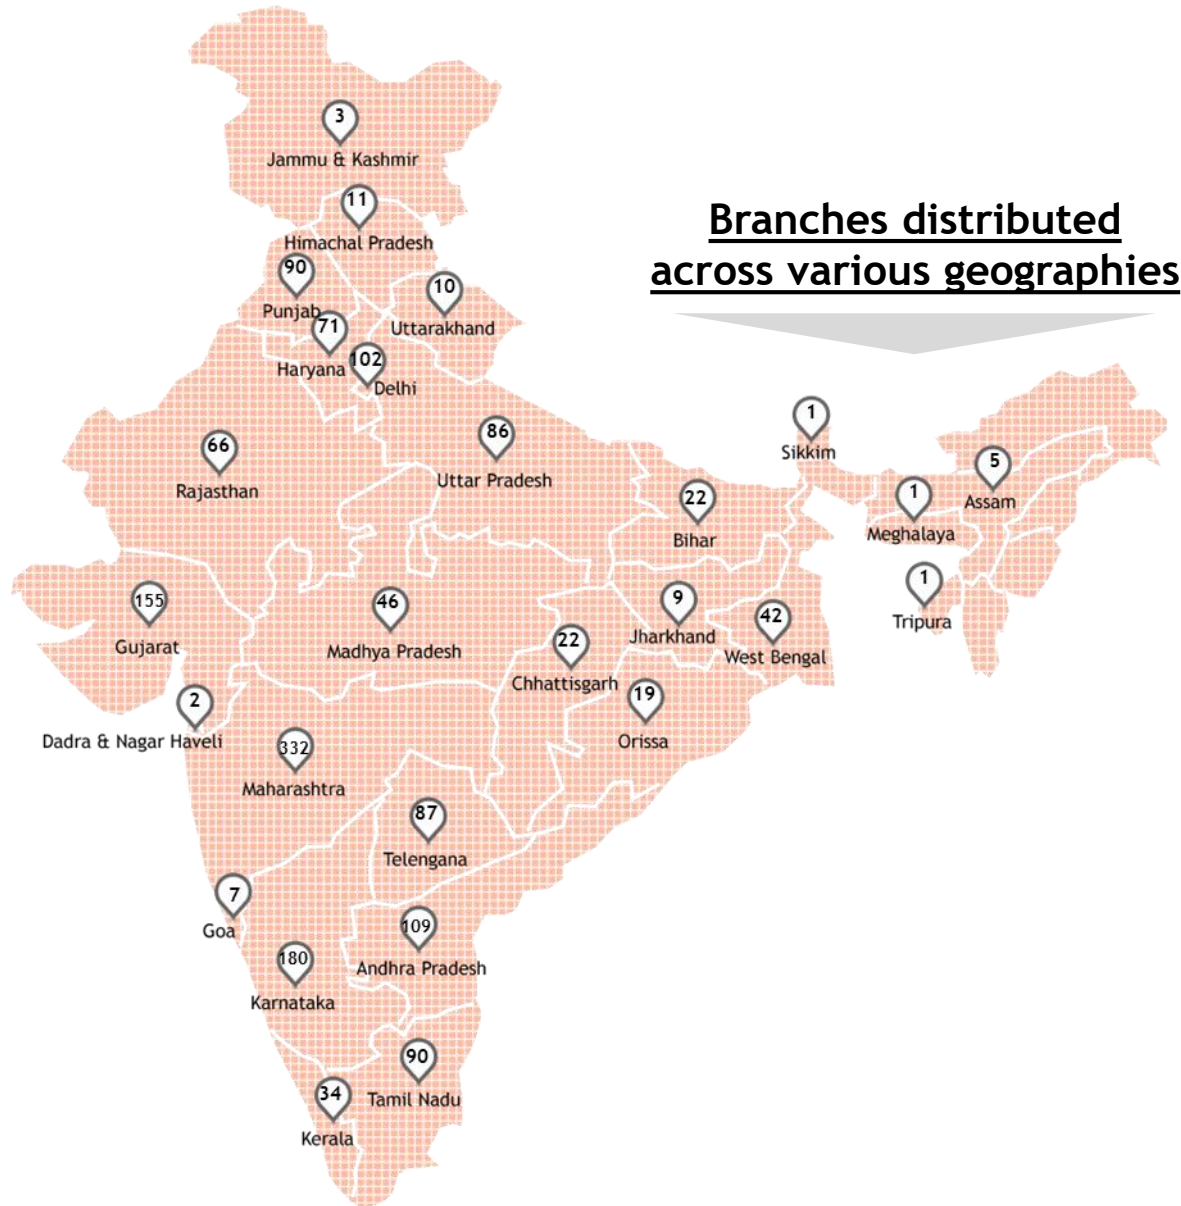 3
Jammu & Kashmir
11
Himachal Pradesh
Branches distributed
across various geographies
90
Punjab
10
Uttarakhand
71
Haryana
102
Delhi
1
Sikkim
86
Uttar Pradesh
66
Rajasthan
5
Assam
1
Meghalaya
22
Bihar
1
Tripura
155
Gujarat
46
Madhya Pradesh
9
Jharkhand
42
West Bengal
22
Chhattisgarh
19
Orissa
2
Dadra & Nagar Haveli
332
Maharashtra
87
Telengana
7
Goa
109
Andhra Pradesh
180
Karnataka
90
Tamil Nadu
34
Kerala